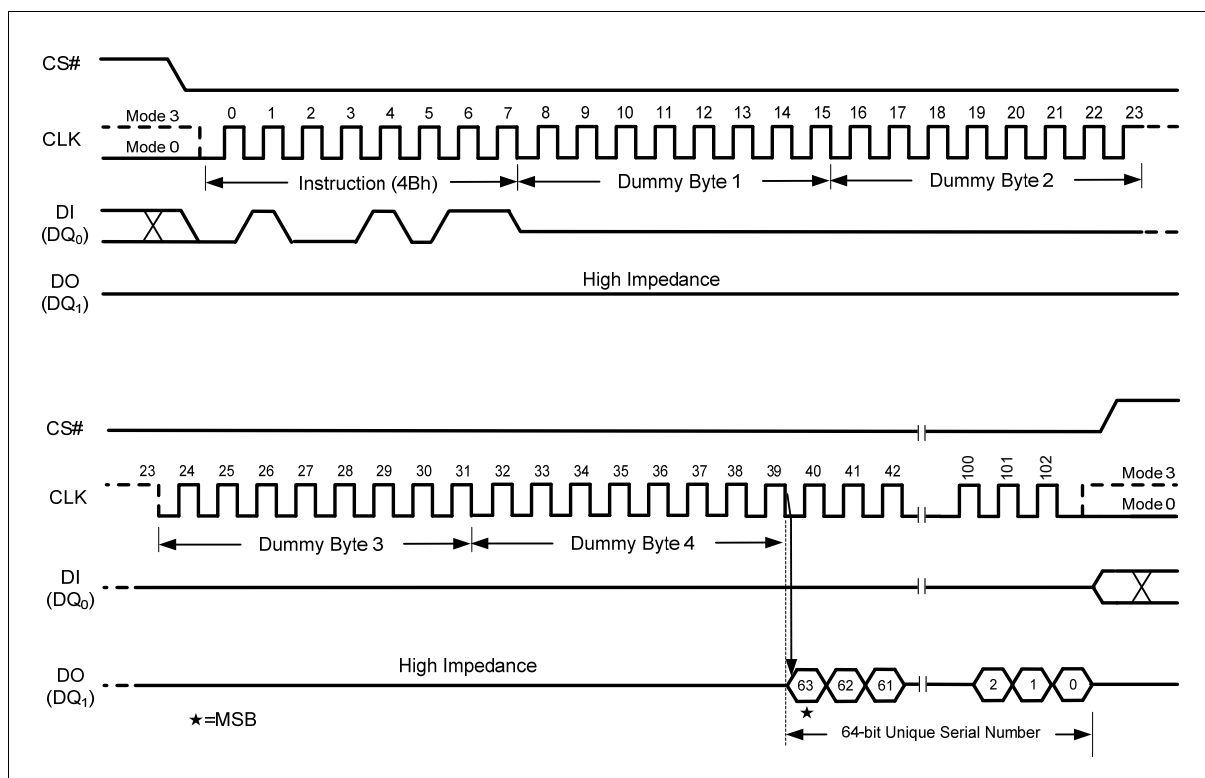 CS#
Mode 3
0 1 2 3 4 5 6 7 8 9 10 11 12 13 14 15 16 17 18 19 20 21 22 23
CLK
Mode 0
Instruction (4Bh)
Dummy Byte 1
Dummy Byte 2
DI
(DQ0)
DO
(DQ1)
High Impedance
CS#
23 24 25 26 27 28 29 30 31 32 33 34 35 36 37 38 39 40 41 42 100 101 102
Mode 3
CLK
Mode 0
Dummy Byte 3
Dummy Byte 4
DI
(DQ0)
High Impedance
DO
(DQ1)
63 62 61 2 1 0
★=MSB
★
64-bit Unique Serial Number